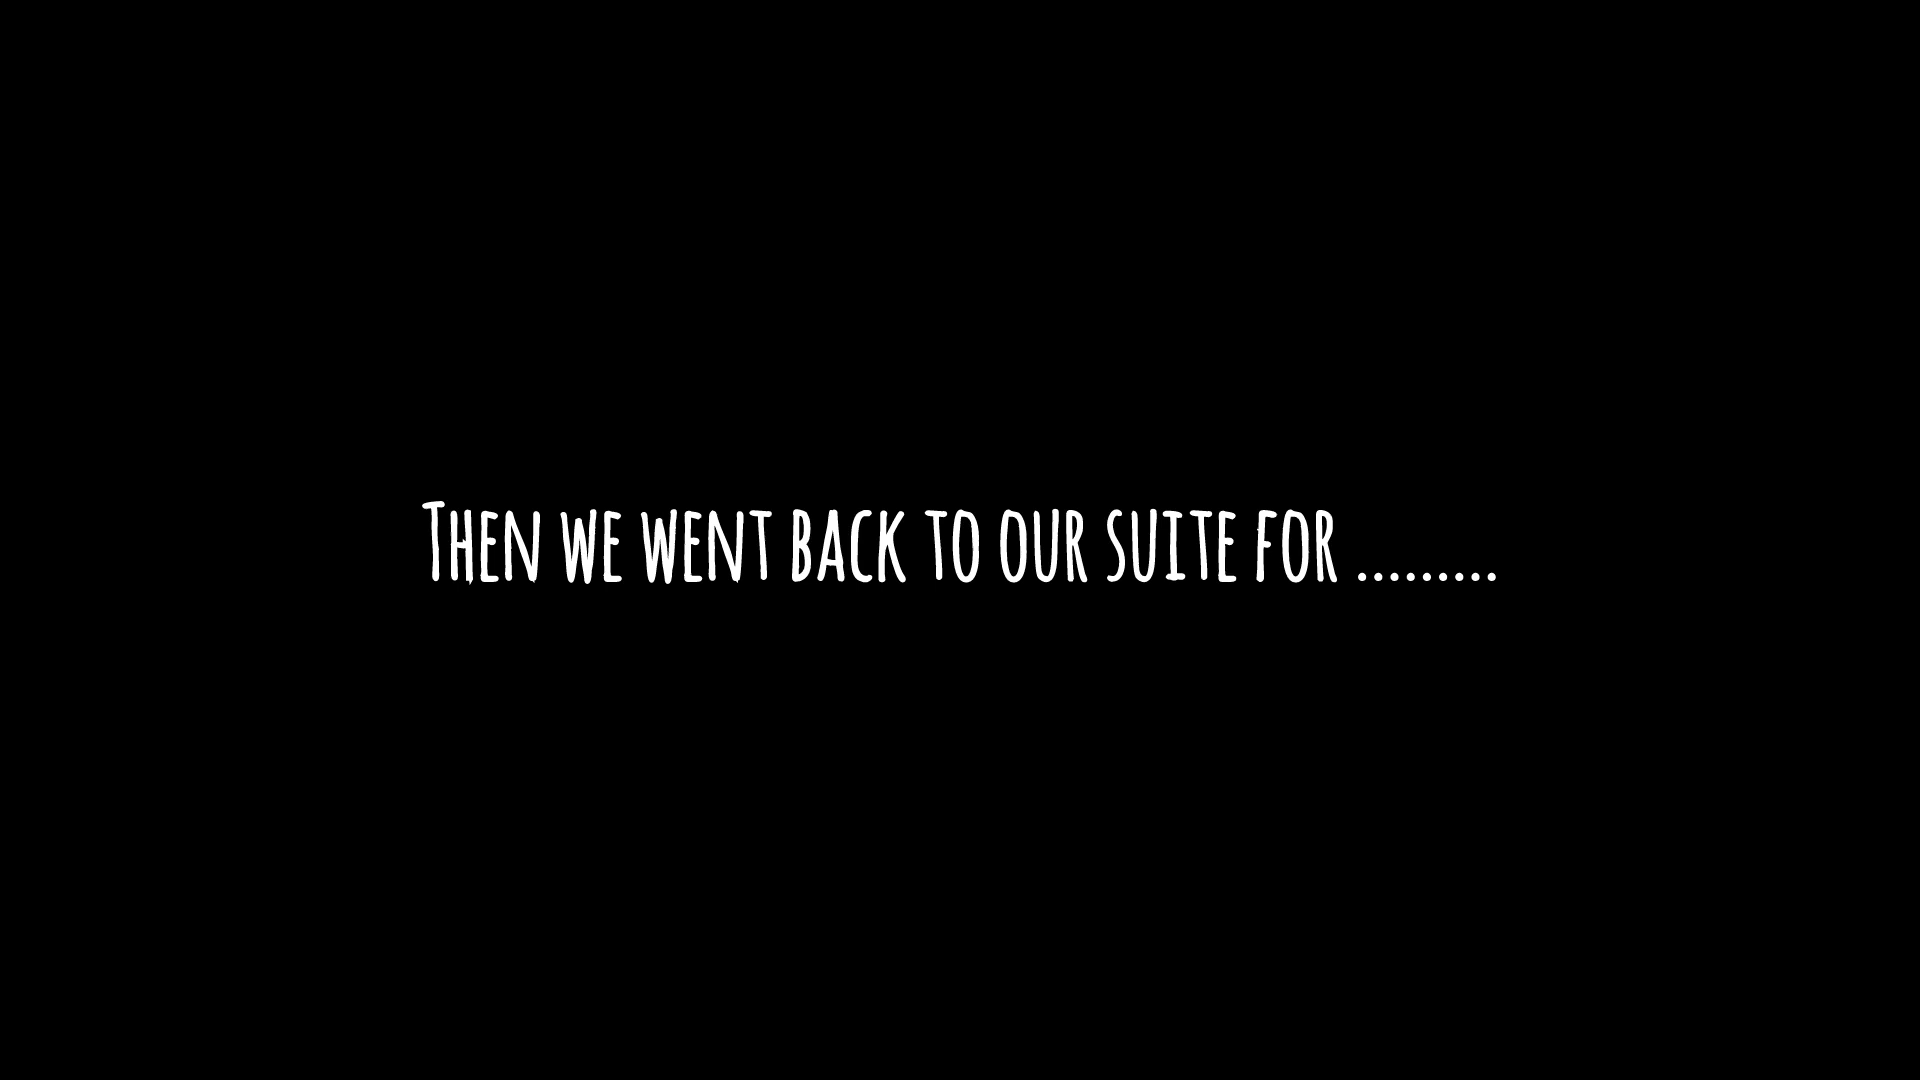 Then we went back to our suite for .........